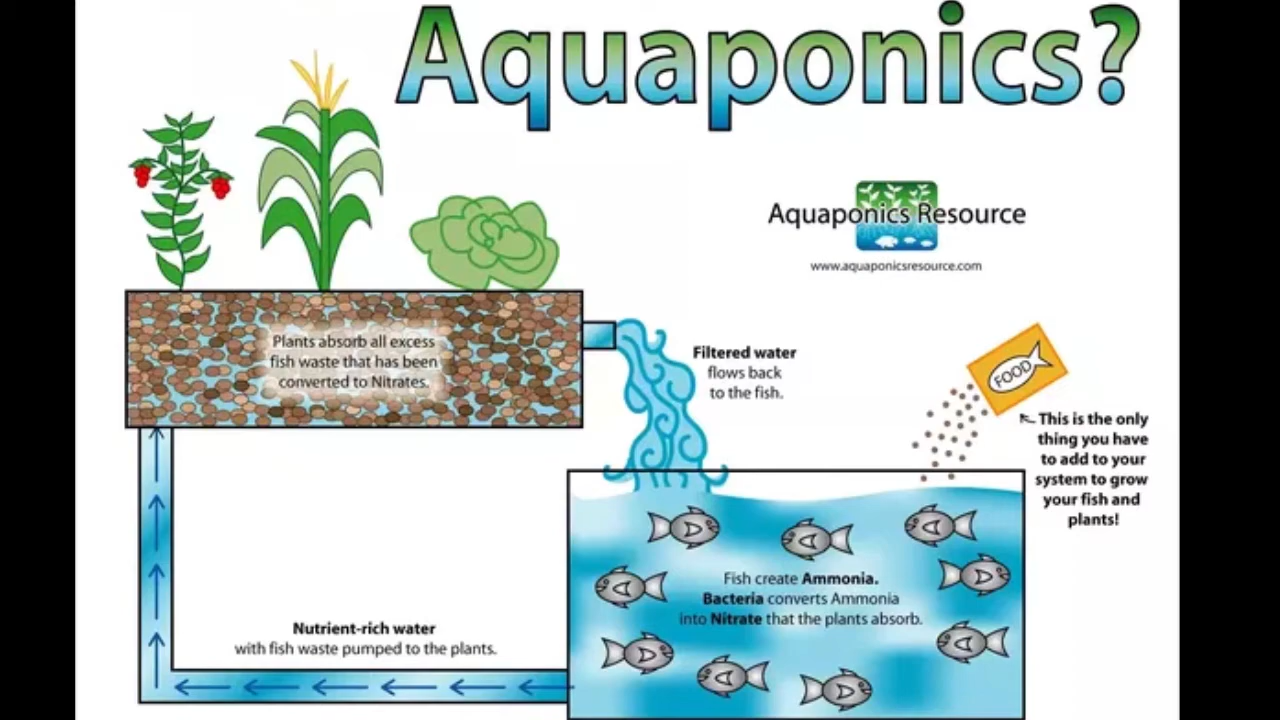 Aquaponics?
Aquaponics Resource
www.aquaponicsresource.com
Plants absorb all excess
fish waste that has been
converted to Nitrates.
Filtered water
flows back
to the fish.
FOOD
This is the only
thing you have
to add to your
system to grow
your fish and
plants!
Fish create Ammonia.
Bacteria converts Ammonia
into Nitrate that the plants absorb.
Nutrient-rich water
with fish waste pumped to the plants.